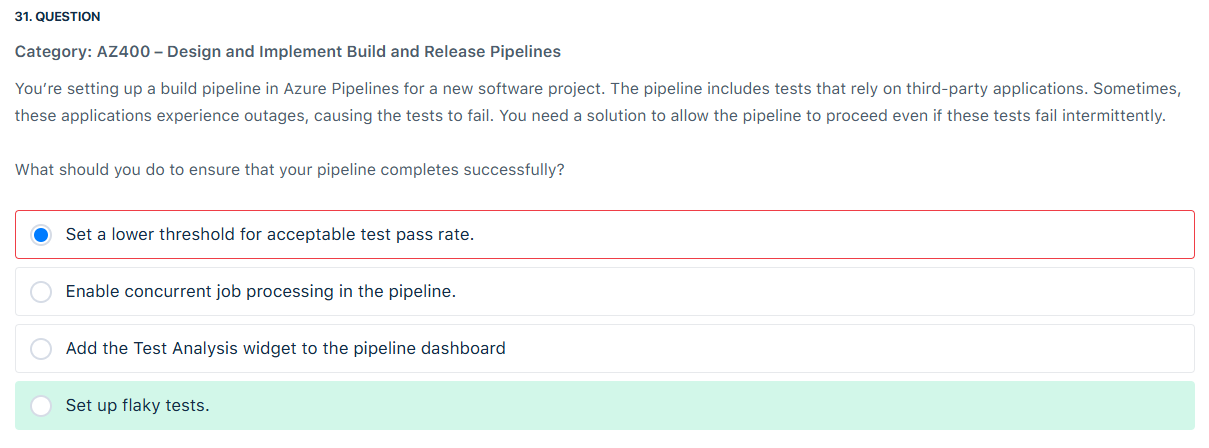 31. QUESTION
Category: AZ400 – Design and Implement Build and Release Pipelines
You’re setting up a build pipeline in Azure Pipelines for a new software project. The pipeline includes tests that rely on third-party applications. Sometimes,
these applications experience outages, causing the tests to fail. You need a solution to allow the pipeline to proceed even if these tests fail intermittently.
What should you do to ensure that your pipeline completes successfully?
Set a lower threshold for acceptable test pass rate.
Enable concurrent job processing in the pipeline.
Add the Test Analysis widget to the pipeline dashboard
Set up flaky tests.